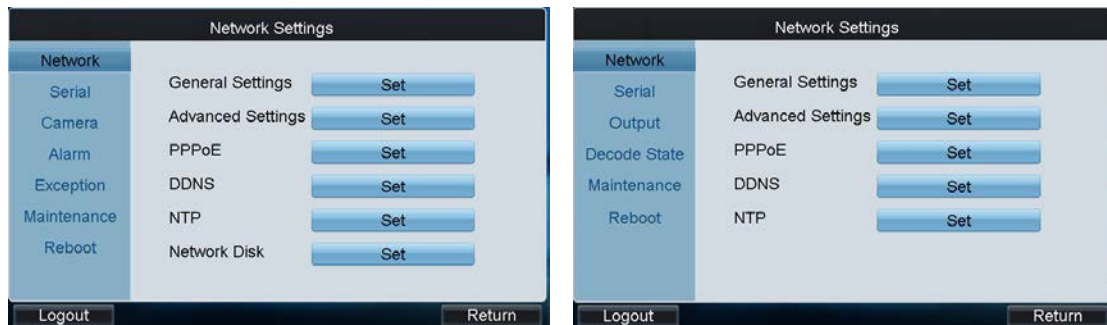 Network Settings
Network
Serial
Camera
Alarm
Exception
Maintenance
Reboot
General Settings Set
Advanced Settings Set
PPPoE Set
DDNS Set
NTP Set
Network Disk Set
Logout Return
Network Settings
Network
Serial
Output
Decode State
Maintenance
Reboot
General Settings Set
Advanced Settings Set
PPPoE Set
DDNS Set
NTP Set
Logout Return